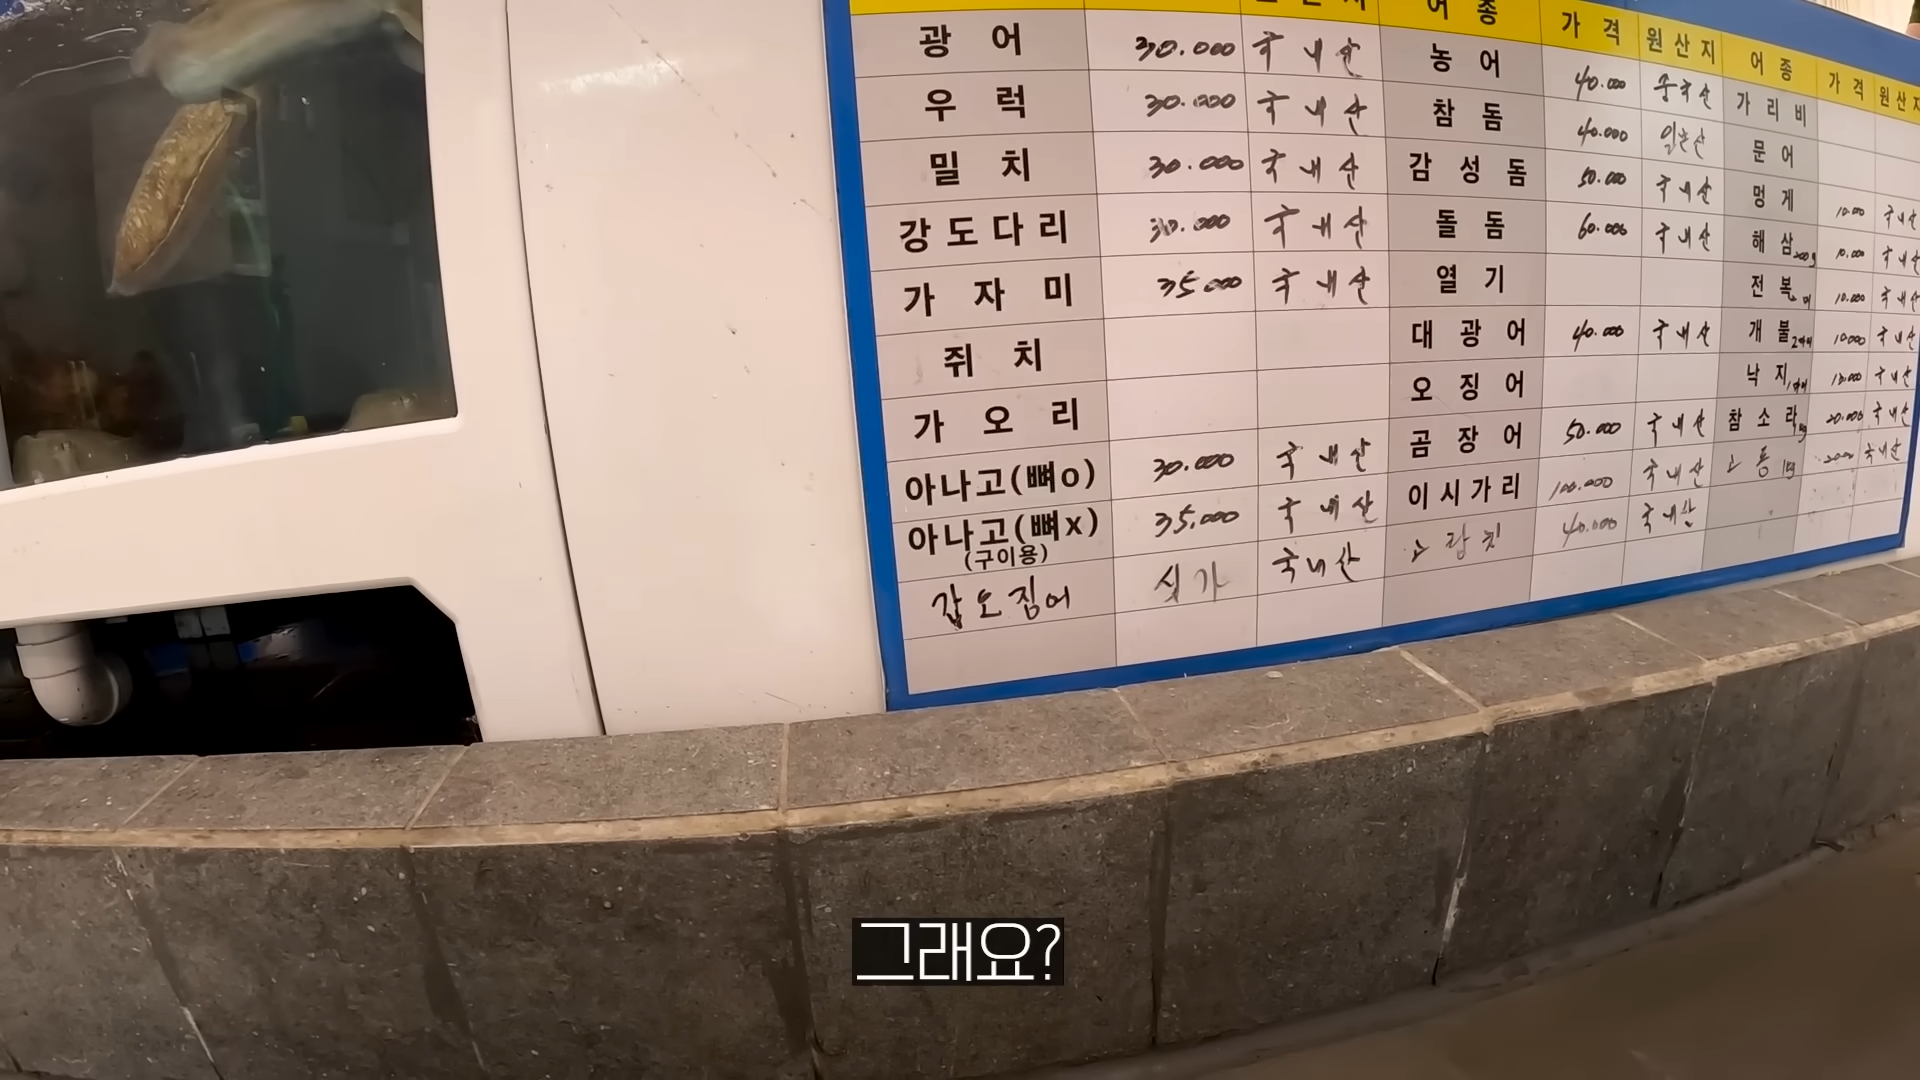 어 종 가 격 원 산 지 어 종 가 격 원 산 지
광 어 30.000 국내산
우 럭 30.000 국내산
밀 치 30.000 국내산
강도다리 30.000 국내산
가 자 미 35.000 국내산
쥐 치
가 오 리
아나고(뼈o) 30.000 국내산
아나고(뼈x) 35.000 국내산
(구이용)
갑오징어 싯가 국내산
농 어 40.000 중국산
참 돔 40.000 일본산
감 성 돔 50.000 국내산
돌 돔 60.000 국내산
열 기
대 광 어 40.000 국내산
오 징 어
곰 장 어 50.000 국내산
이시가리 100.000 국내산
40.000 국내산
가 리 비
문 어
멍 게 10.000 국내산
해 삼 200g 10.000 국내산
전 복 10.000 국내산
개 불 10.000 국내산
낙 지 10.000 국내산
참 소 라 20.000 국내산
국내산
그래요?